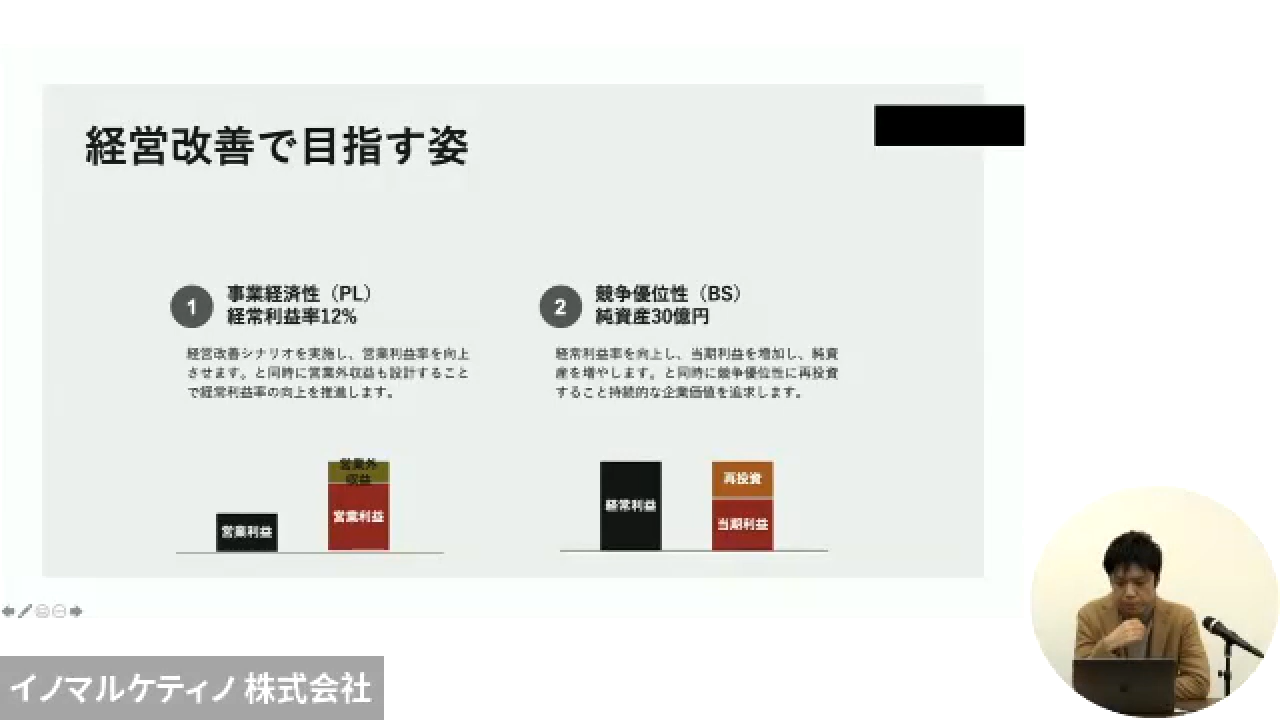 経営改善で目指す姿
1
事業経済性（PL）
経常利益率12%
経営改善シナリオを実施し、営業利益率を向上
させます。と同時に営業外収益も設計すること
で経常利益率の向上を推進します。
営業利益
営業外
収益
営業利益
2
競争優位性（BS）
純資産30億円
経常利益率を向上し、当期利益を増加し、純資
産を増やします。と同時に競争優位性に再投資
すること持続的な企業価値を追求します。
経常利益
再投資
当期利益
イノマルケティノ 株式会社